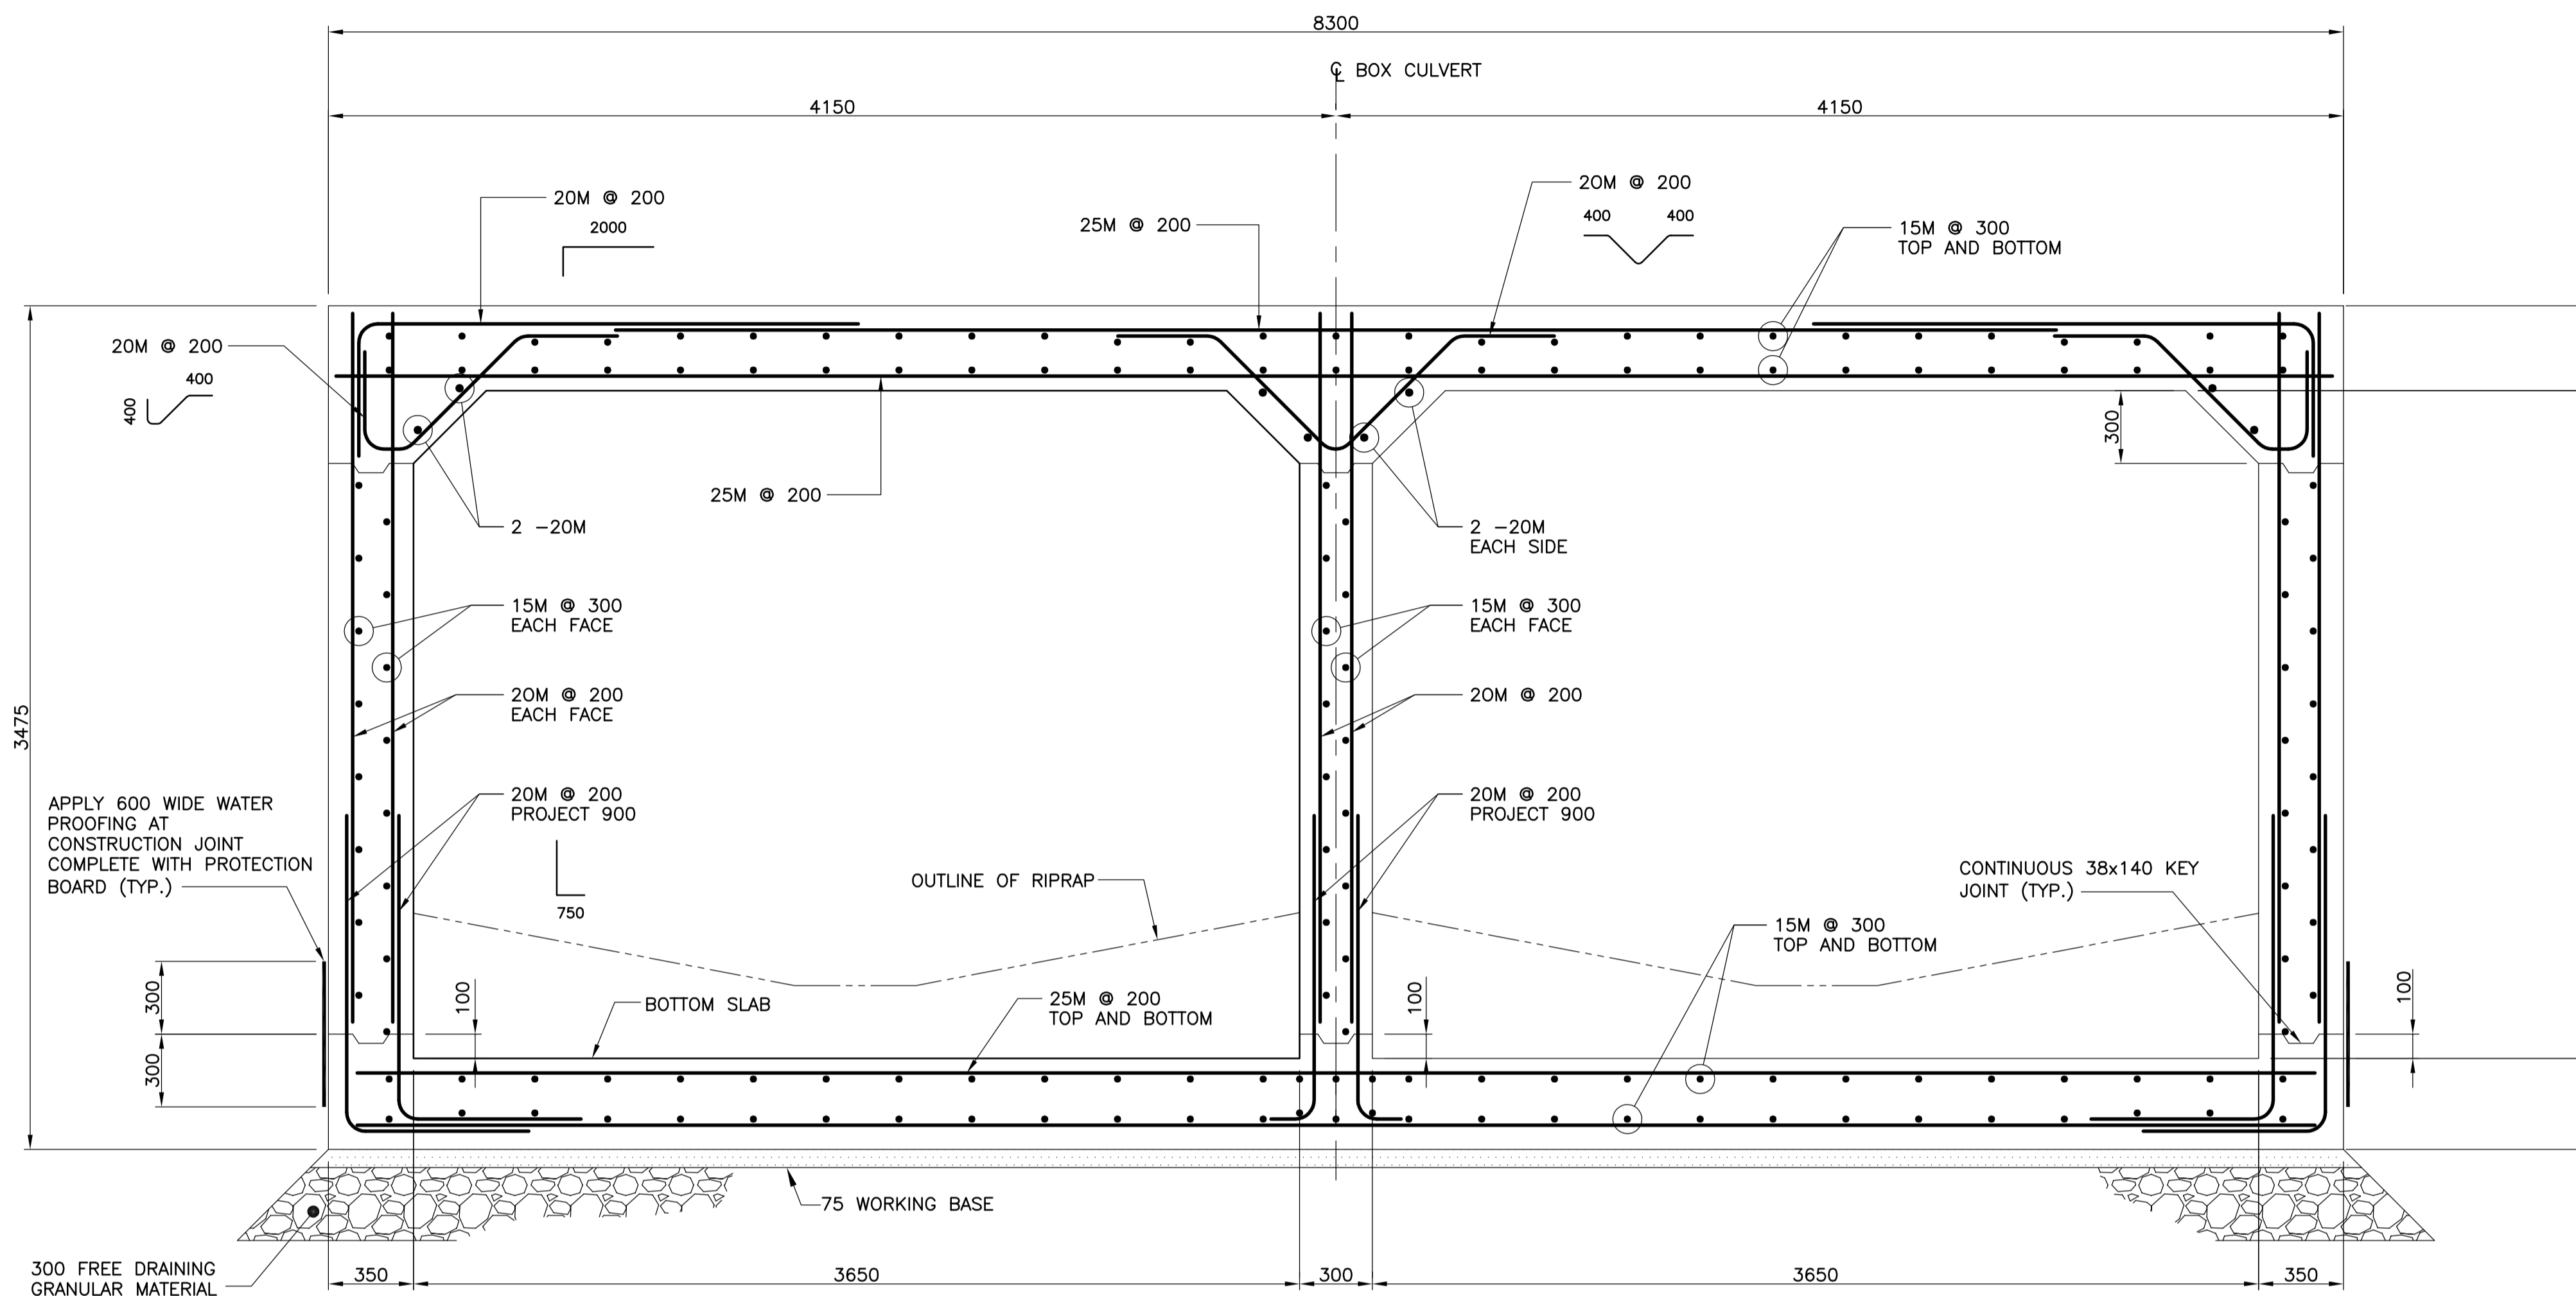 8300
℄ BOX CULVERT
4150
4150
20M @ 200
2000
25M @ 200
20M @ 200
400
400
15M @ 300
TOP AND BOTTOM
20M @ 200
400
400
300
25M @ 200
2 -20M
2 -20M
EACH SIDE
15M @ 300
EACH FACE
15M @ 300
EACH FACE
20M @ 200
EACH FACE
20M @ 200
3475
20M @ 200
PROJECT 900
20M @ 200
PROJECT 900
APPLY 600 WIDE WATER
PROOFING AT
CONSTRUCTION JOINT
COMPLETE WITH PROTECTION
BOARD (TYP.)
750
OUTLINE OF RIPRAP
CONTINUOUS 38x140 KEY
JOINT (TYP.)
15M @ 300
TOP AND BOTTOM
300
100
BOTTOM SLAB
25M @ 200
TOP AND BOTTOM
100
100
300
75 WORKING BASE
300 FREE DRAINING
GRANULAR MATERIAL
350
3650
300
3650
350